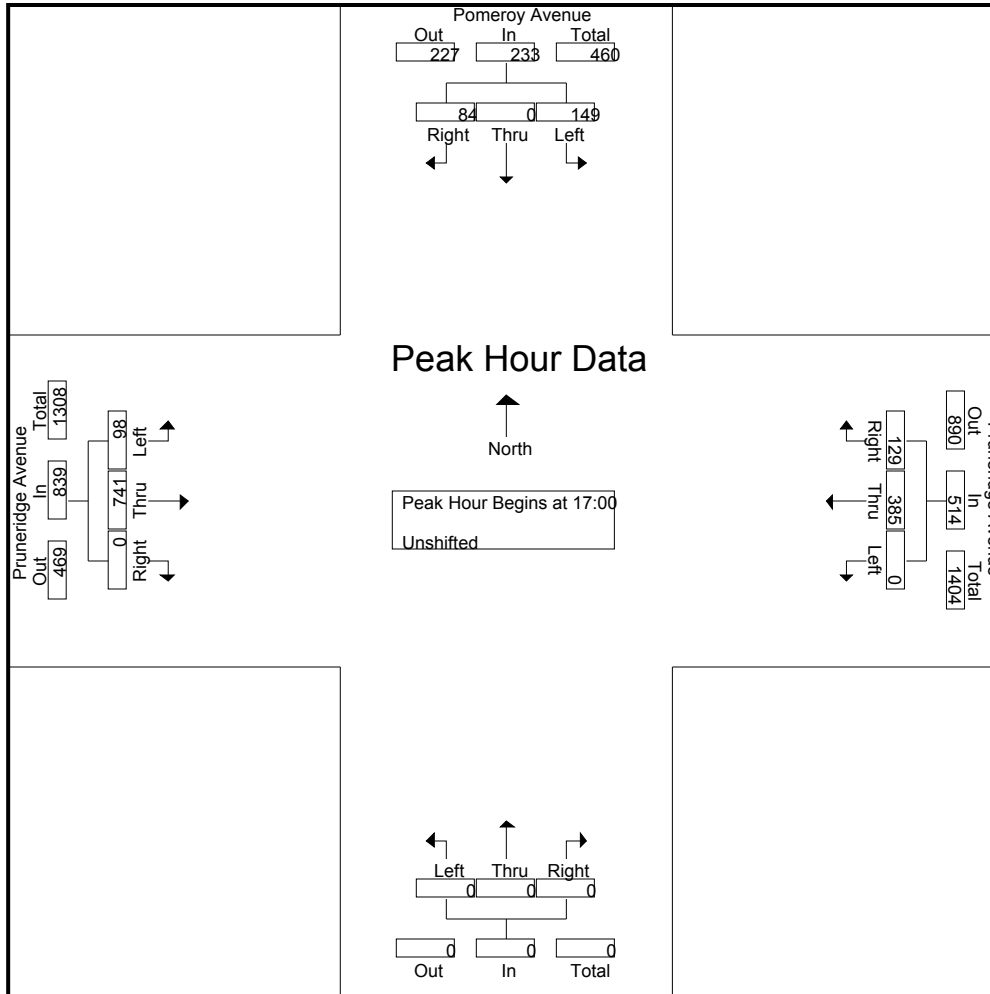 Pomeroy Avenue
Out In Total
227 233 460
84 0 149
Right Thru Left
Peak Hour Data
North
Peak Hour Begins at 17:00
Unshifted
Pruneridge Avenue
Out In Total
469 839 1308
98 741 0
Left Thru Right
Out In Total
890 514 1404
129 385 0
Right Thru Left
Left Thru Right
0 0 0
0 0 0
Out In Total